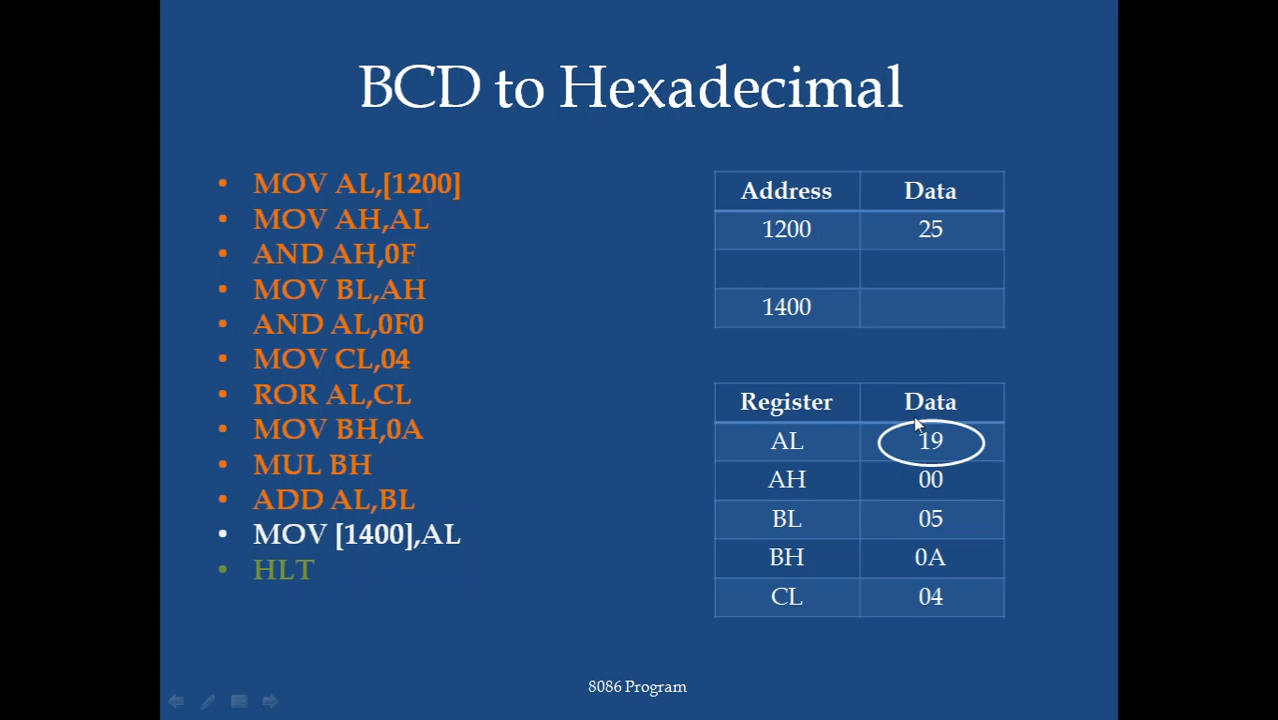 BCD to Hexadecimal
• MOV AL,[1200]
• MOV AH,AL
• AND AH,0F
• MOV BL,AH
• AND AL,0F0
• MOV CL,04
• ROR AL,CL
• MOV BH,0A
• MUL BH
• ADD AL,BL
• MOV [1400],AL
• HLT
Address Data
1200 25
1400
Register Data
AL 19
AH 00
BL 05
BH 0A
CL 04
8086 Program